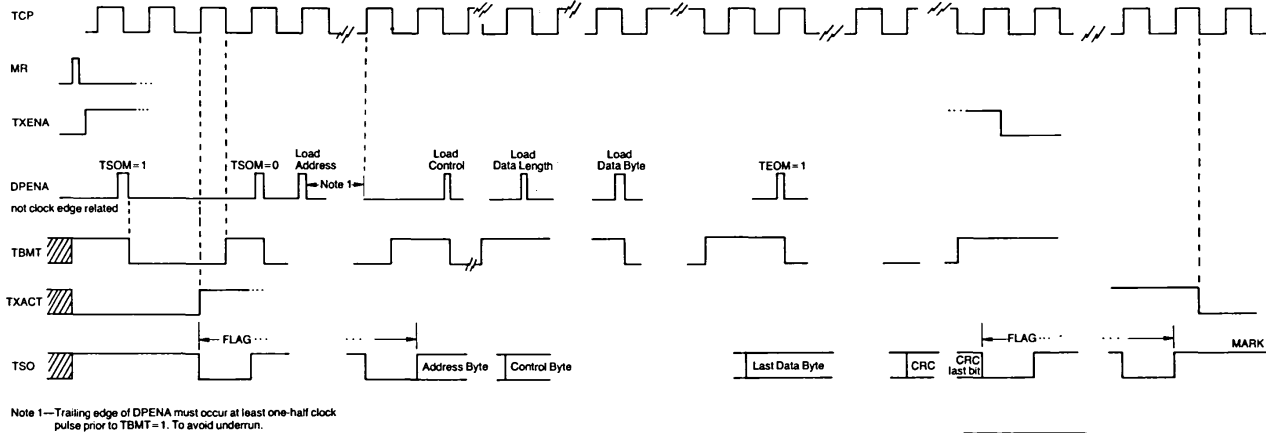 TCP
MR
TXENA
TSOM=1
TSOM=0
Load
Address
Load
Control
Load
Data Length
Load
Data Byte
TEOM=1
DPENA
Note 1
not clock edge related
TBMT
TXACT
FLAG
FLAG
MARK
TSO
Address Byte
Control Byte
Last Data Byte
CRC
CRC
last bit
Note 1—Trailing edge of DPENA must occur at least one-half clock
pulse prior to TBMT=1. To avoid underrun.